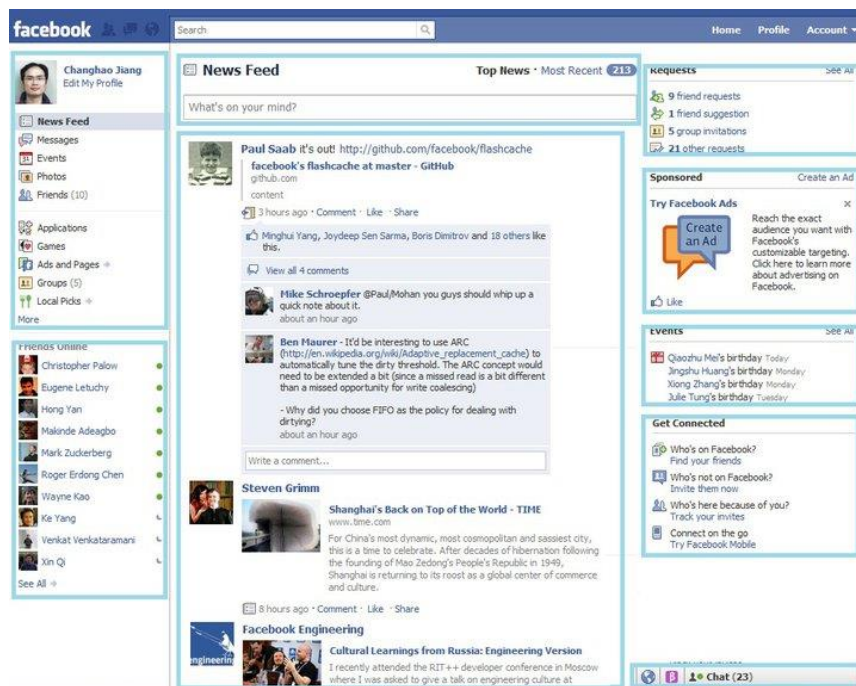 facebook
Search
Home Profile Account
Changhao Jiang
Edit My Profile
News Feed
Messages
Events
Photos
Friends (10)
Applications
Games
Ads and Pages
Groups (5)
Local Picks
More
Friends Online
Christopher Palow
Eugene Letuchy
Hong Yan
Makinde Adeagbo
Mark Zuckerberg
Roger Erdong Chen
Wayne Kao
Ke Yang
Venkat Venkataramani
Xin Qi
See All
News Feed
Top News · Most Recent 213
What's on your mind?
Paul Saab it's out! http://github.com/facebook/flashcache
facebook's flashcache at master - GitHub
github.com
content
3 hours ago · Comment · Like · Share
Minghui Yang, Joydeep Sen Sarma, Boris Dimitrov and 18 others like
this.
View all 4 comments
Mike Schroepfer @Paul/Mohan you guys should whip up a
quick note about it.
about an hour ago
Ben Maurer - It'd be interesting to use ARC
(http://en.wikipedia.org/wiki/Adaptive_replacement_cache) to
automatically tune the dirty threshold. The ARC concept would
need to be extended a bit (since a missed read is a bit different
than a missed opportunity for write coalescing)
- Why did you choose FIFO as the policy for dealing with
dirtying?
about an hour ago
Write a comment...
Steven Grimm
Shanghai's Back on Top of the World - TIME
www.time.com
For China's most dynamic, most cosmopolitan and sassiest city,
this is a time to celebrate. After decades of hibernation following
the founding of Mao Zedong's People's Republic in 1949,
Shanghai is returning to its roost as a global center of commerce
and culture.
8 hours ago · Comment · Like · Share
Facebook Engineering
engineering
Cultural Learnings from Russia: Engineering Version
I recently attended the RIT++ developer conference in Moscow
where I was asked to give a talk on engineering culture at
Requests
See All
9 friend requests
1 friend suggestion
5 group invitations
21 other requests
Sponsored
Create an Ad
Try Facebook Ads
Create
an Ad
Reach the exact
audience you want with
Facebook's
customizable targeting.
Click here to learn more
about advertising on
Facebook.
Like
Events
See All
Qiaozhu Mei's birthday Today
Jingshu Huang's birthday Monday
Xiong Zhang's birthday Monday
Julie Tung's birthday Tuesday
Get Connected
Who's on Facebook?
Find your friends
Who's not on Facebook?
Invite them now
Who's here because of you?
Track your invites
Connect on the go
Try Facebook Mobile
Chat (23)